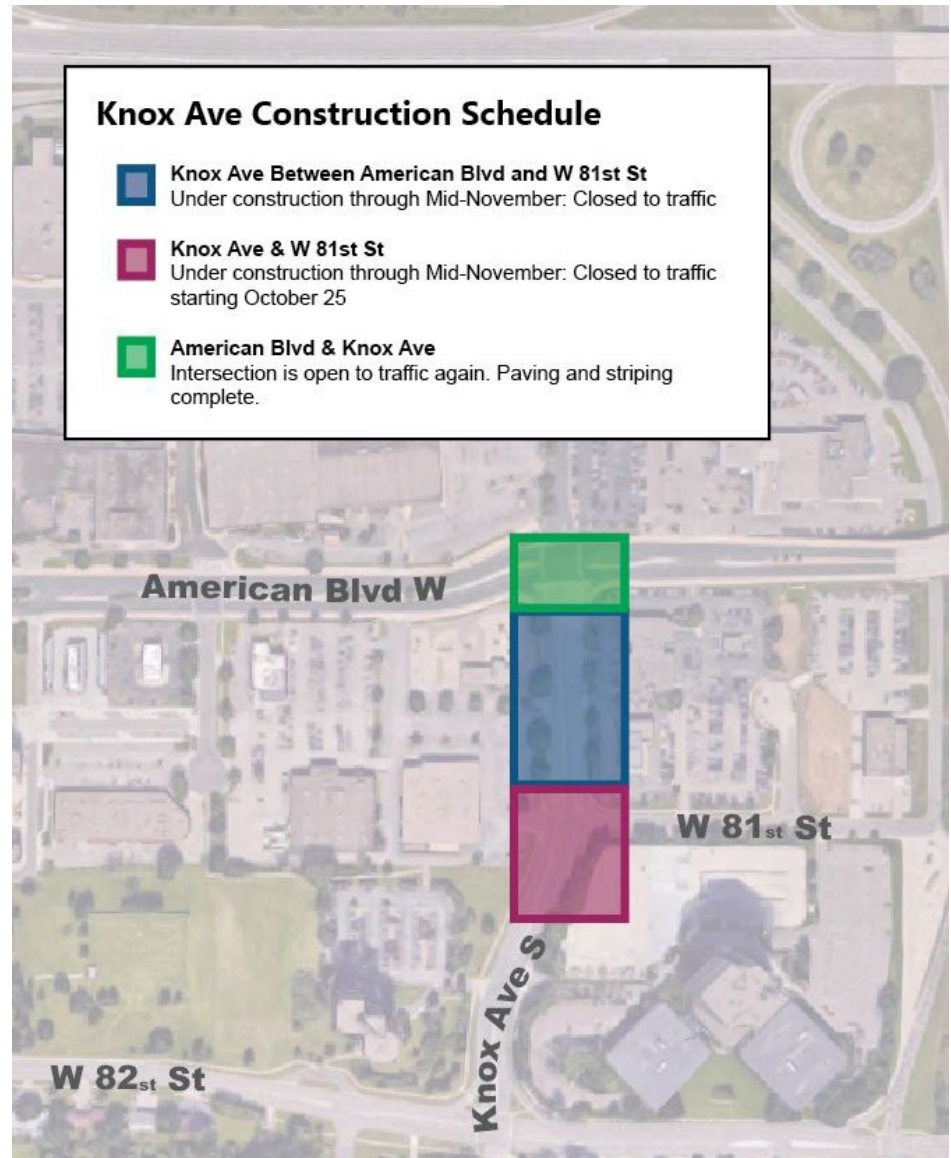 Knox Ave Construction Schedule
Knox Ave Between American Blvd and W 81st St
Under construction through Mid-November: Closed to traffic
Knox Ave & W 81st St
Under construction through Mid-November: Closed to traffic
starting October 25
American Blvd & Knox Ave
Intersection is open to traffic again. Paving and striping
complete.
American Blvd W
W 81st St
Knox Ave S
W 82st St